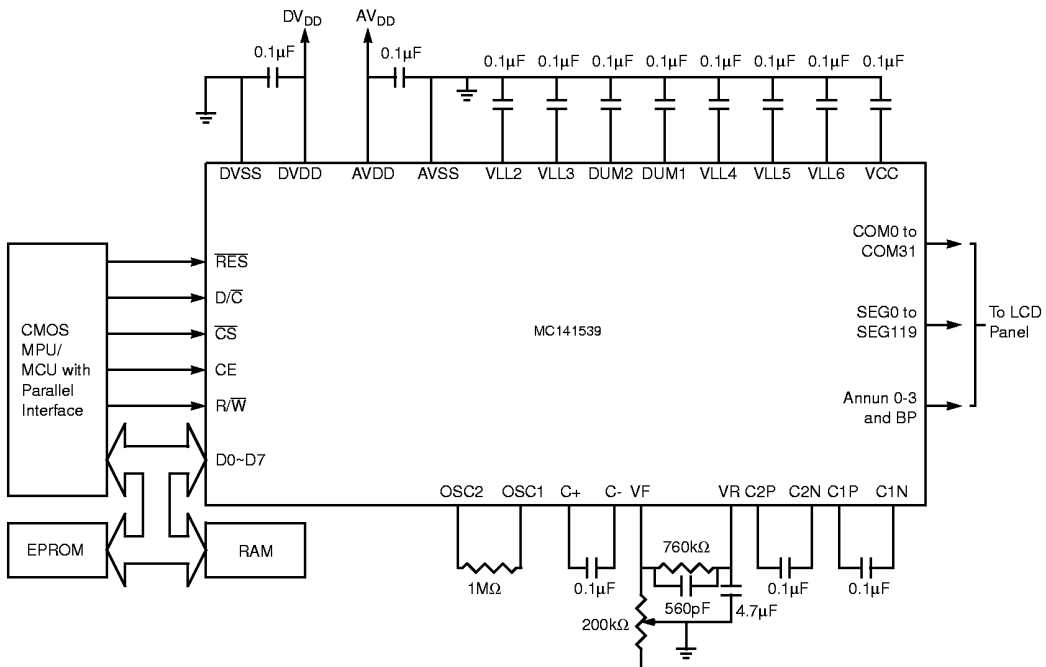 DVDD AVDD
0.1µF 0.1µF 0.1µF 0.1µF 0.1µF 0.1µF 0.1µF 0.1µF 0.1µF 0.1µF
DVSS DVDD AVDD AVSS VLL2 VLL3 DUM2 DUM1 VLL4 VLL5 VLL6 VCC
CMOS
MPU/
MCU with
Parallel
Interface
RES
D/C
CS
CE
R/W
D0~D7
MC141539
COM0 to
COM31
SEG0 to
SEG119
Annun 0-3
and BP
To LCD
Panel
OSC2 OSC1 C+ C- VF VR C2P C2N C1P C1N
EPROM
RAM
1MΩ
0.1µF
760kΩ
560pF
200kΩ
4.7µF
0.1µF
0.1µF